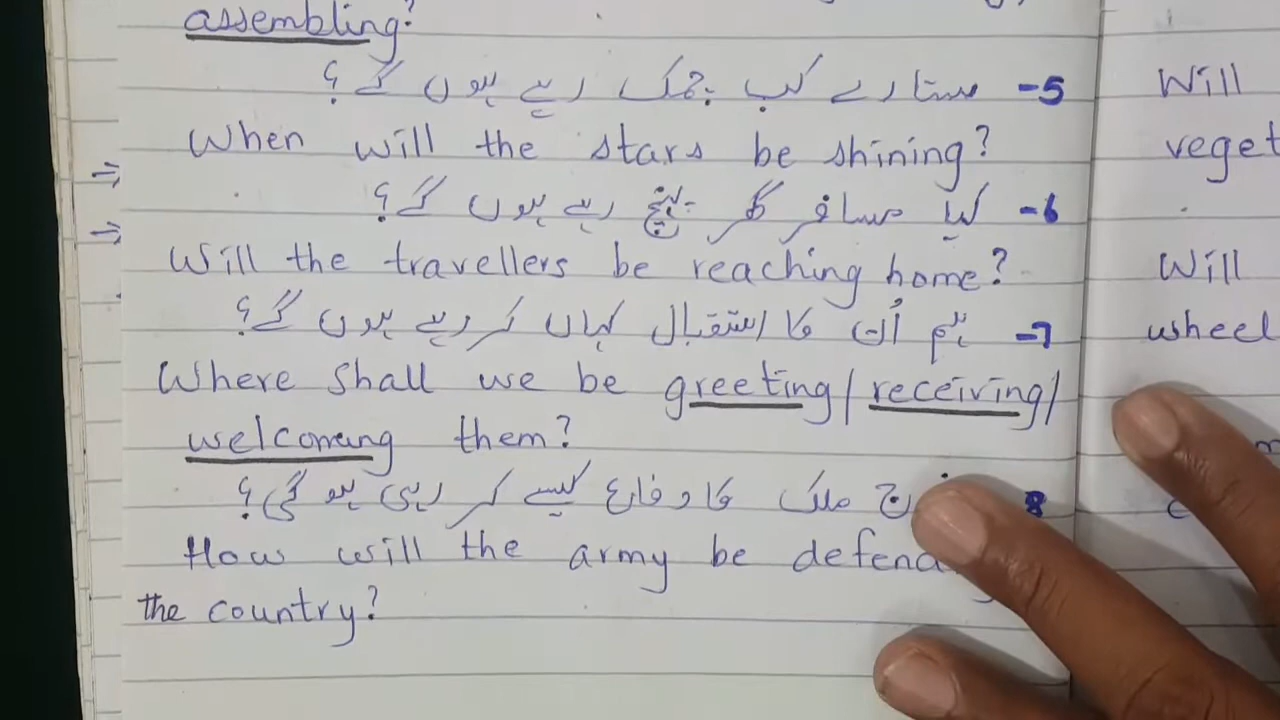 assembling?
5- ستارے کب چمک رہے ہوں گے؟
When will the stars be shining?
6- کیا مسافر گھر پہنچ رہے ہوں گے؟
Will the travellers be reaching home?
7- ہم اُن کا استقبال کہاں کر رہے ہوں گے؟
Where shall we be greeting/receiving/
welcoming them?
8 ملک کا دفاع کیسے کر رہی ہو گی؟
How will the army be
the country?
Will
Will
wheel